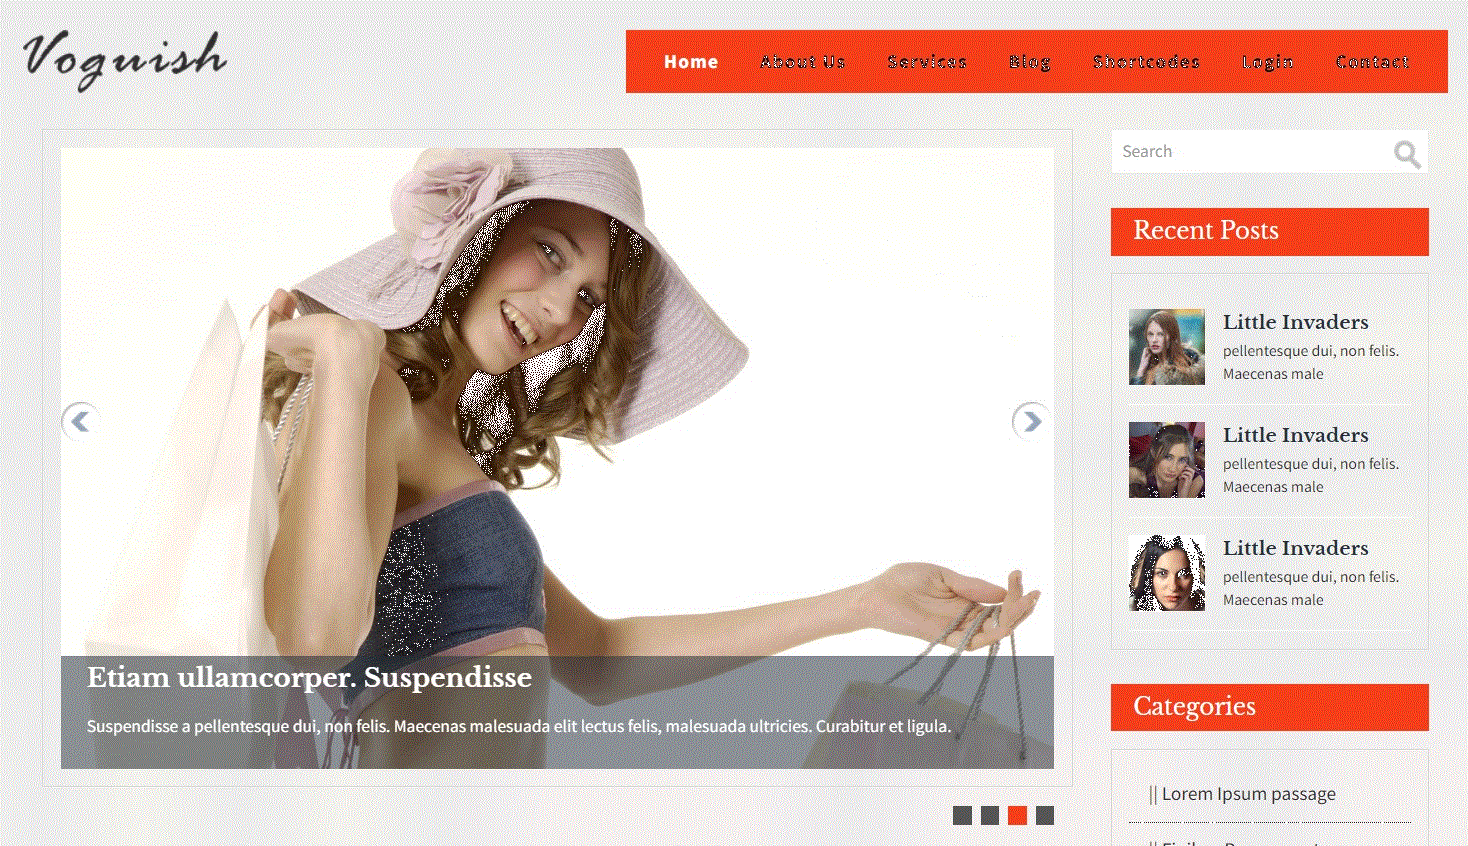 Voguish
Home About Us Services Blog Shortcodes Login Contact
Search
Recent Posts
Little Invaders
pellentesque dui, non felis.
Maecenas male
Little Invaders
pellentesque dui, non felis.
Maecenas male
Little Invaders
pellentesque dui, non felis.
Maecenas male
Etiam ullamcorper. Suspendisse
Suspendisse a pellentesque dui, non felis. Maecenas malesuada elit lectus felis, malesuada ultricies. Curabitur et ligula.
Categories
|| Lorem Ipsum passage